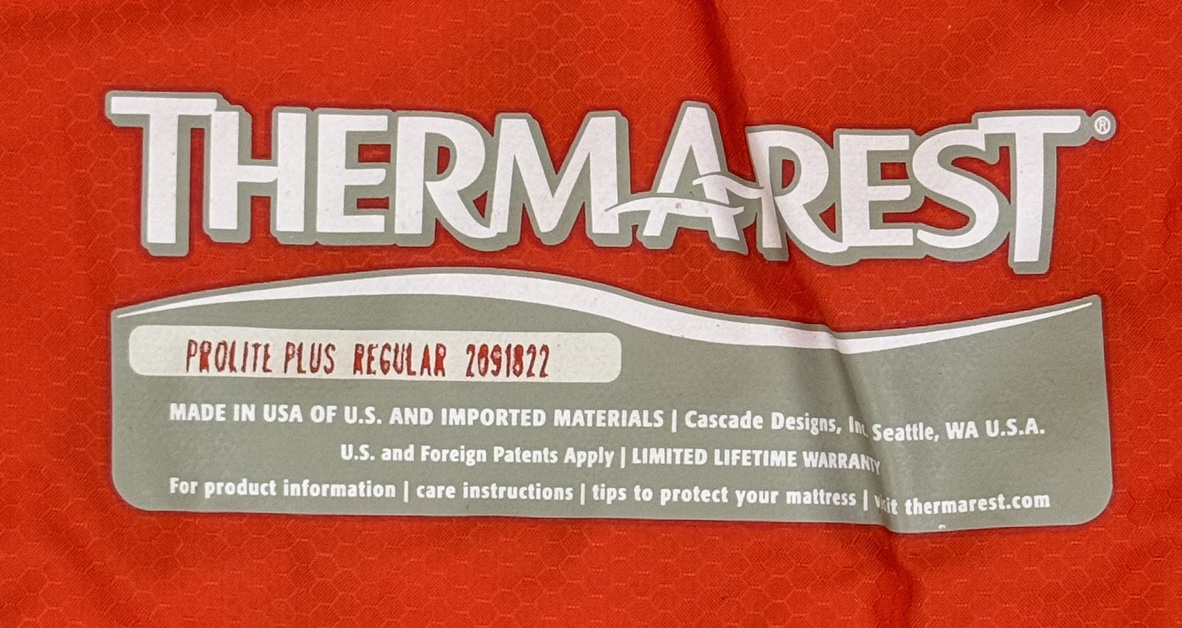 THERMAREST®
PROLITE PLUS REGULAR 2691822
MADE IN USA OF U.S. AND IMPORTED MATERIALS | Cascade Designs, Inc. Seattle, WA U.S.A.
U.S. and Foreign Patents Apply | LIMITED LIFETIME WARRANTY
For product information | care instructions | tips to protect your mattress | visit thermarest.com